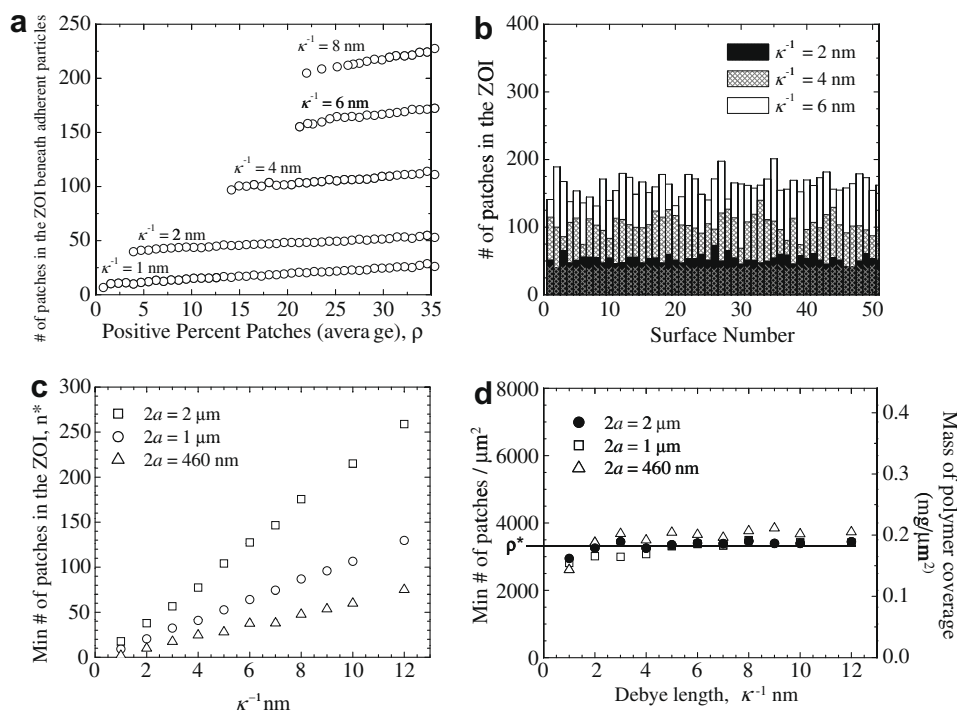 a
# of patches in the ZOI beneath adherent particles
250
200
150
100
50
0
κ⁻¹ = 8 nm
κ⁻¹ = 6 nm
κ⁻¹ = 4 nm
κ⁻¹ = 2 nm
κ⁻¹ = 1 nm
0 5 10 15 20 25 30 35
Positive Percent Patches (avera ge), ρ
b
# of patches in the ZOI
400
350
300
250
200
150
100
50
0
κ⁻¹ = 2 nm
κ⁻¹ = 4 nm
κ⁻¹ = 6 nm
0 10 20 30 40 50
Surface Number
c
Min # of patches in the ZOI, n*
300
250
200
150
100
50
0
2a = 2 μm
2a = 1 μm
2a = 460 nm
0 2 4 6 8 10 12
κ⁻¹ nm
d
Min # of patches / μm²
8000
6000
4000
ρ*
2000
0
2a = 2 μm
2a = 1 μm
2a = 460 nm
0.4
0.3
0.2
0.1
0.0
Mass of polymer coverage
(mg/μm²)
0 2 4 6 8 10 12
Debye length, κ⁻¹ nm